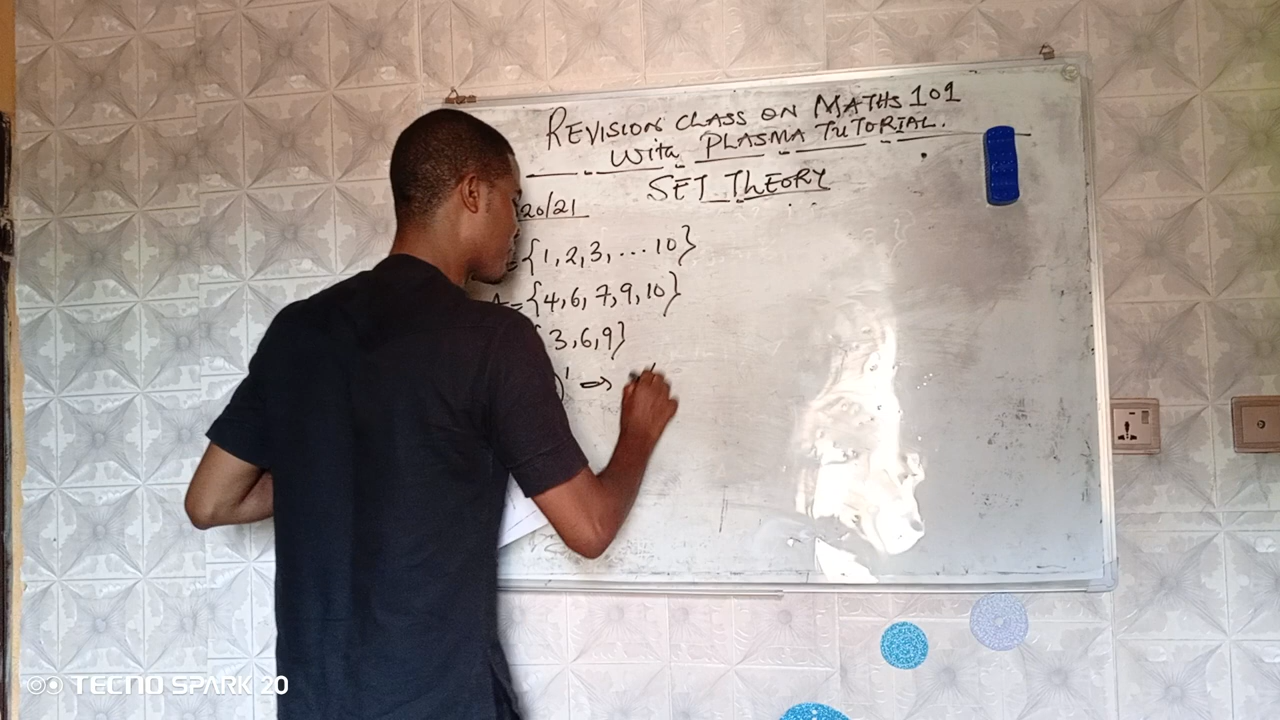 REVISION CLASS ON MATHS 101
With PLASMA TUTORIAL.
SET THEORY
20/21
= {1, 2, 3, ... 10}
A = {4, 6, 7, 9, 10}
3, 6, 9}
)' =>
TECNO SPARK 20